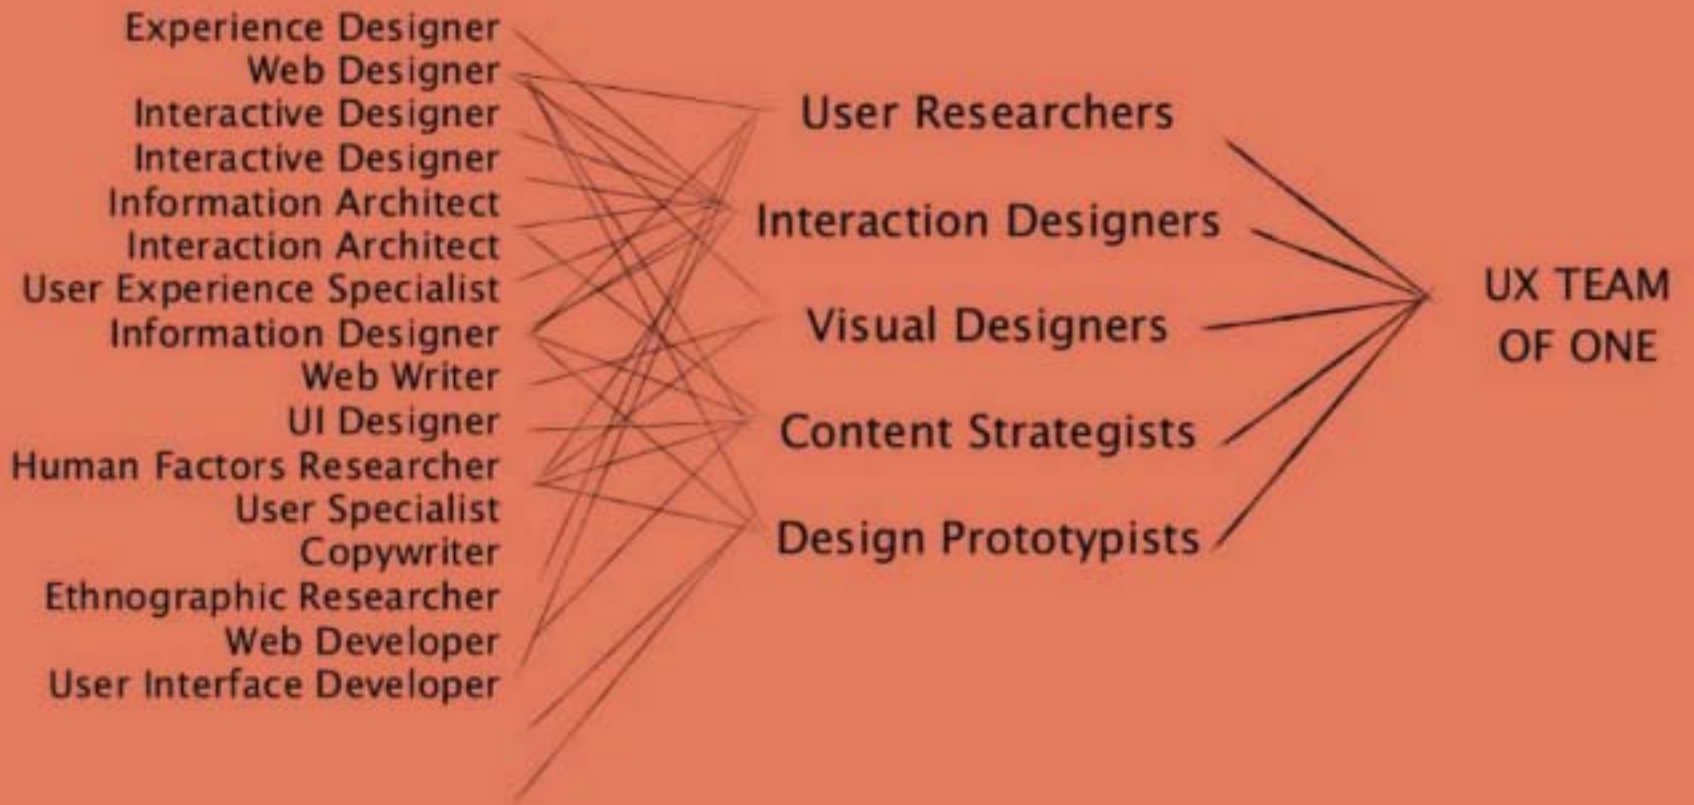 Experience Designer
Web Designer
Interactive Designer
Interactive Designer
Information Architect
Interaction Architect
User Experience Specialist
Information Designer
Web Writer
UI Designer
Human Factors Researcher
User Specialist
Copywriter
Ethnographic Researcher
Web Developer
User Interface Developer
User Researchers
Interaction Designers
Visual Designers
Content Strategists
Design Prototypists
UX TEAM
OF ONE